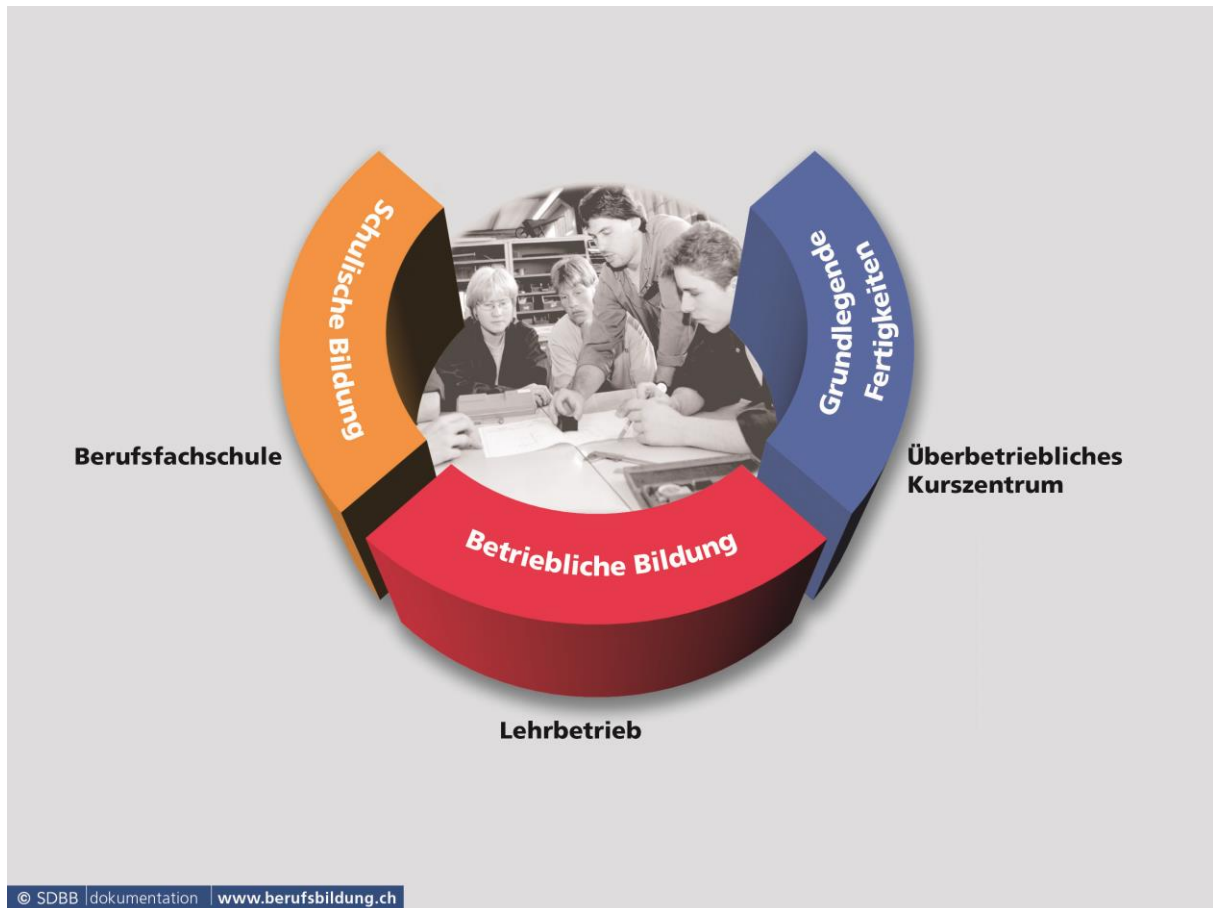 Schulische Bildung
Grundlegende
Fertigkeiten
Berufsfachschule
Überbetriebliches
Kurszentrum
Betriebliche Bildung
Lehrbetrieb
© SDBB | dokumentation | www.berufsbildung.ch